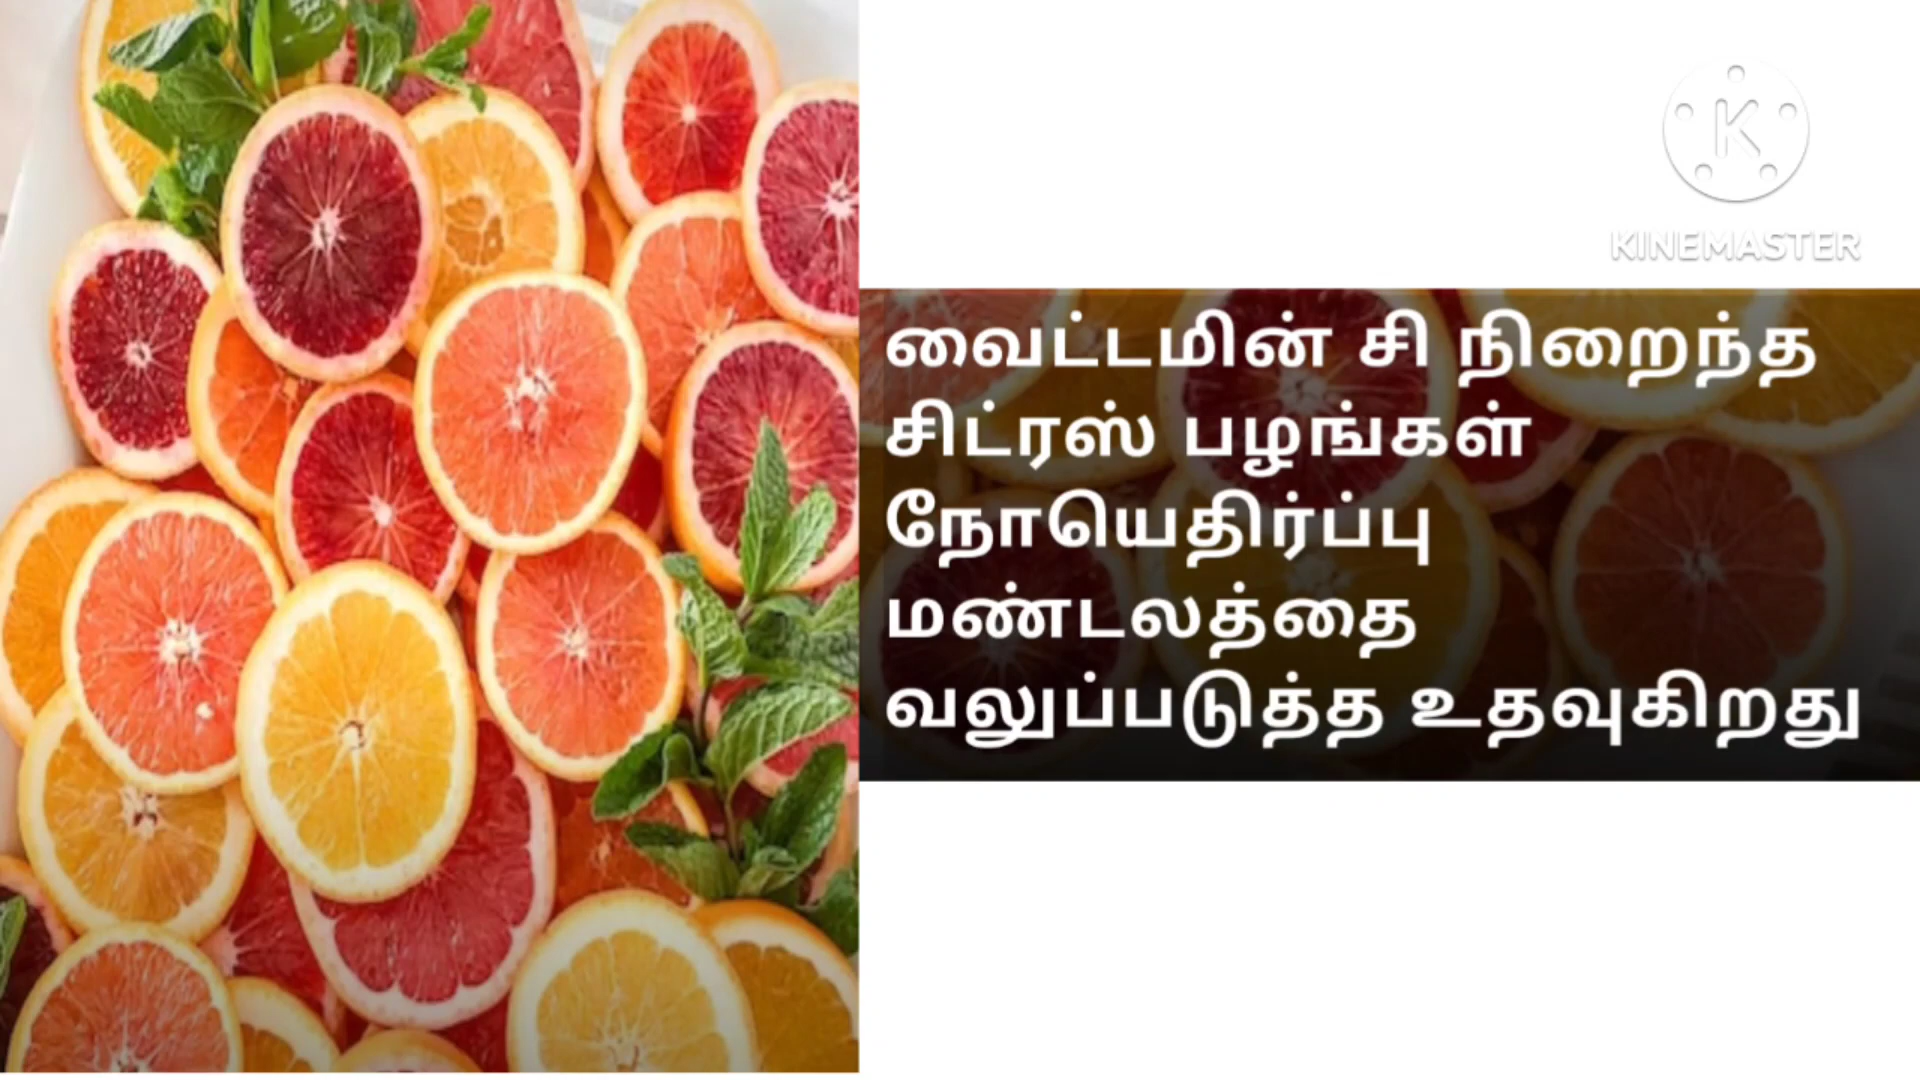 KINEMASTER
வைட்டமின் சி நிறைந்த
சிட்ரஸ் பழங்கள்
நோயெதிர்ப்பு
மண்டலத்தை
வலுப்படுத்த உதவுகிறது